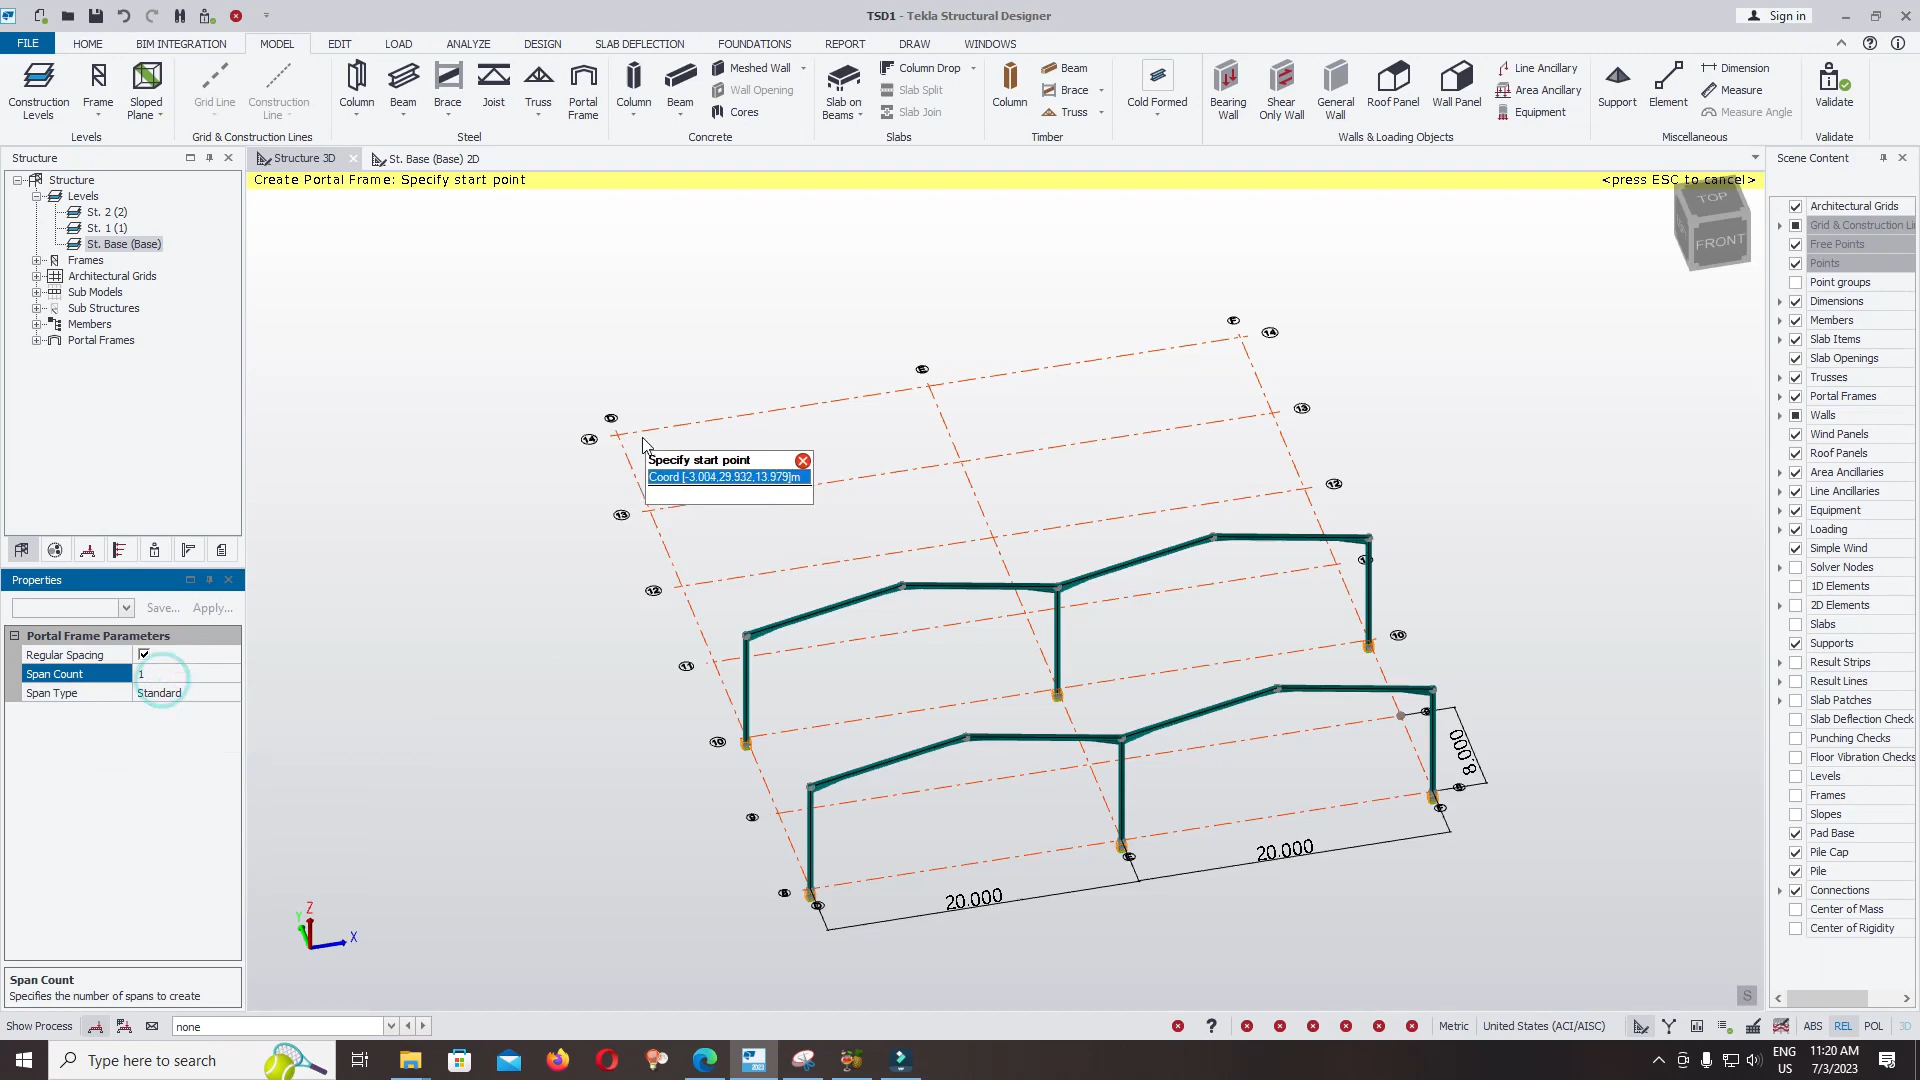 TSD1 - Tekla Structural Designer
Sign in
FILE
HOME
BIM INTEGRATION
MODEL
EDIT
LOAD
ANALYZE
DESIGN
SLAB DEFLECTION
FOUNDATIONS
REPORT
DRAW
WINDOWS
Construction Levels
Frame
Sloped Plane
Levels
Grid Line
Construction Line
Grid & Construction Lines
Column
Beam
Brace
Joist
Truss
Portal Frame
Steel
Column
Beam
Meshed Wall
Wall Opening
Cores
Concrete
Slab on Beams
Column Drop
Slab Split
Slab Join
Slabs
Column
Beam
Brace
Truss
Timber
Cold Formed
Bearing Wall
Shear Only Wall
General Wall
Roof Panel
Wall Panel
Line Ancillary
Area Ancillary
Equipment
Walls & Loading Objects
Support
Element
Dimension
Measure
Measure Angle
Miscellaneous
Validate
Validate
Structure
Structure
Levels
St. 2 (2)
St. 1 (1)
St. Base (Base)
Frames
Architectural Grids
Sub Models
Sub Structures
Members
Portal Frames
Properties
Save...
Apply...
Portal Frame Parameters
Regular Spacing
Span Count 1
Span Type Standard
Span Count
Specifies the number of spans to create
Structure 3D
St. Base (Base) 2D
Create Portal Frame: Specify start point
<press ESC to cancel>
TOP
FRONT
F
14
E
D
14
13
13
12
12
11
10
10
9
8
D
E
F
Specify start point
Coord [-3.004,29.932,13.979]m
8.000
20.000
20.000
Z
Y
X
S
Scene Content
Architectural Grids
Grid & Construction Li
Free Points
Points
Point groups
Dimensions
Members
Slab Items
Slab Openings
Trusses
Portal Frames
Walls
Wind Panels
Roof Panels
Area Ancillaries
Line Ancillaries
Equipment
Loading
Simple Wind
Solver Nodes
1D Elements
2D Elements
Slabs
Supports
Result Strips
Result Lines
Slab Patches
Slab Deflection Check
Punching Checks
Floor Vibration Checks
Levels
Frames
Slopes
Pad Base
Pile Cap
Pile
Connections
Center of Mass
Center of Rigidity
Show Process
none
Metric
United States (ACI/AISC)
ABS
REL
POL
3D
Type here to search
2023
ENG
US
11:20 AM
7/3/2023